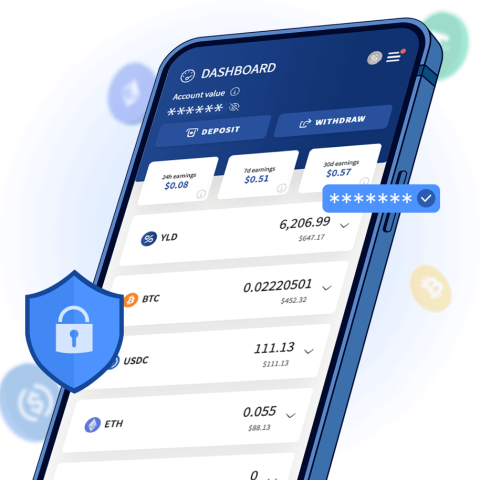 DASHBOARD
Account value
******
DEPOSIT
WITHDRAW
24h earnings
$0.08
7d earnings
$0.51
30d earnings
$0.57
*******
YLD
6,206.99
$647.17
BTC
0.02220501
$452.32
USDC
111.13
$111.13
ETH
0.055
$88.13
0